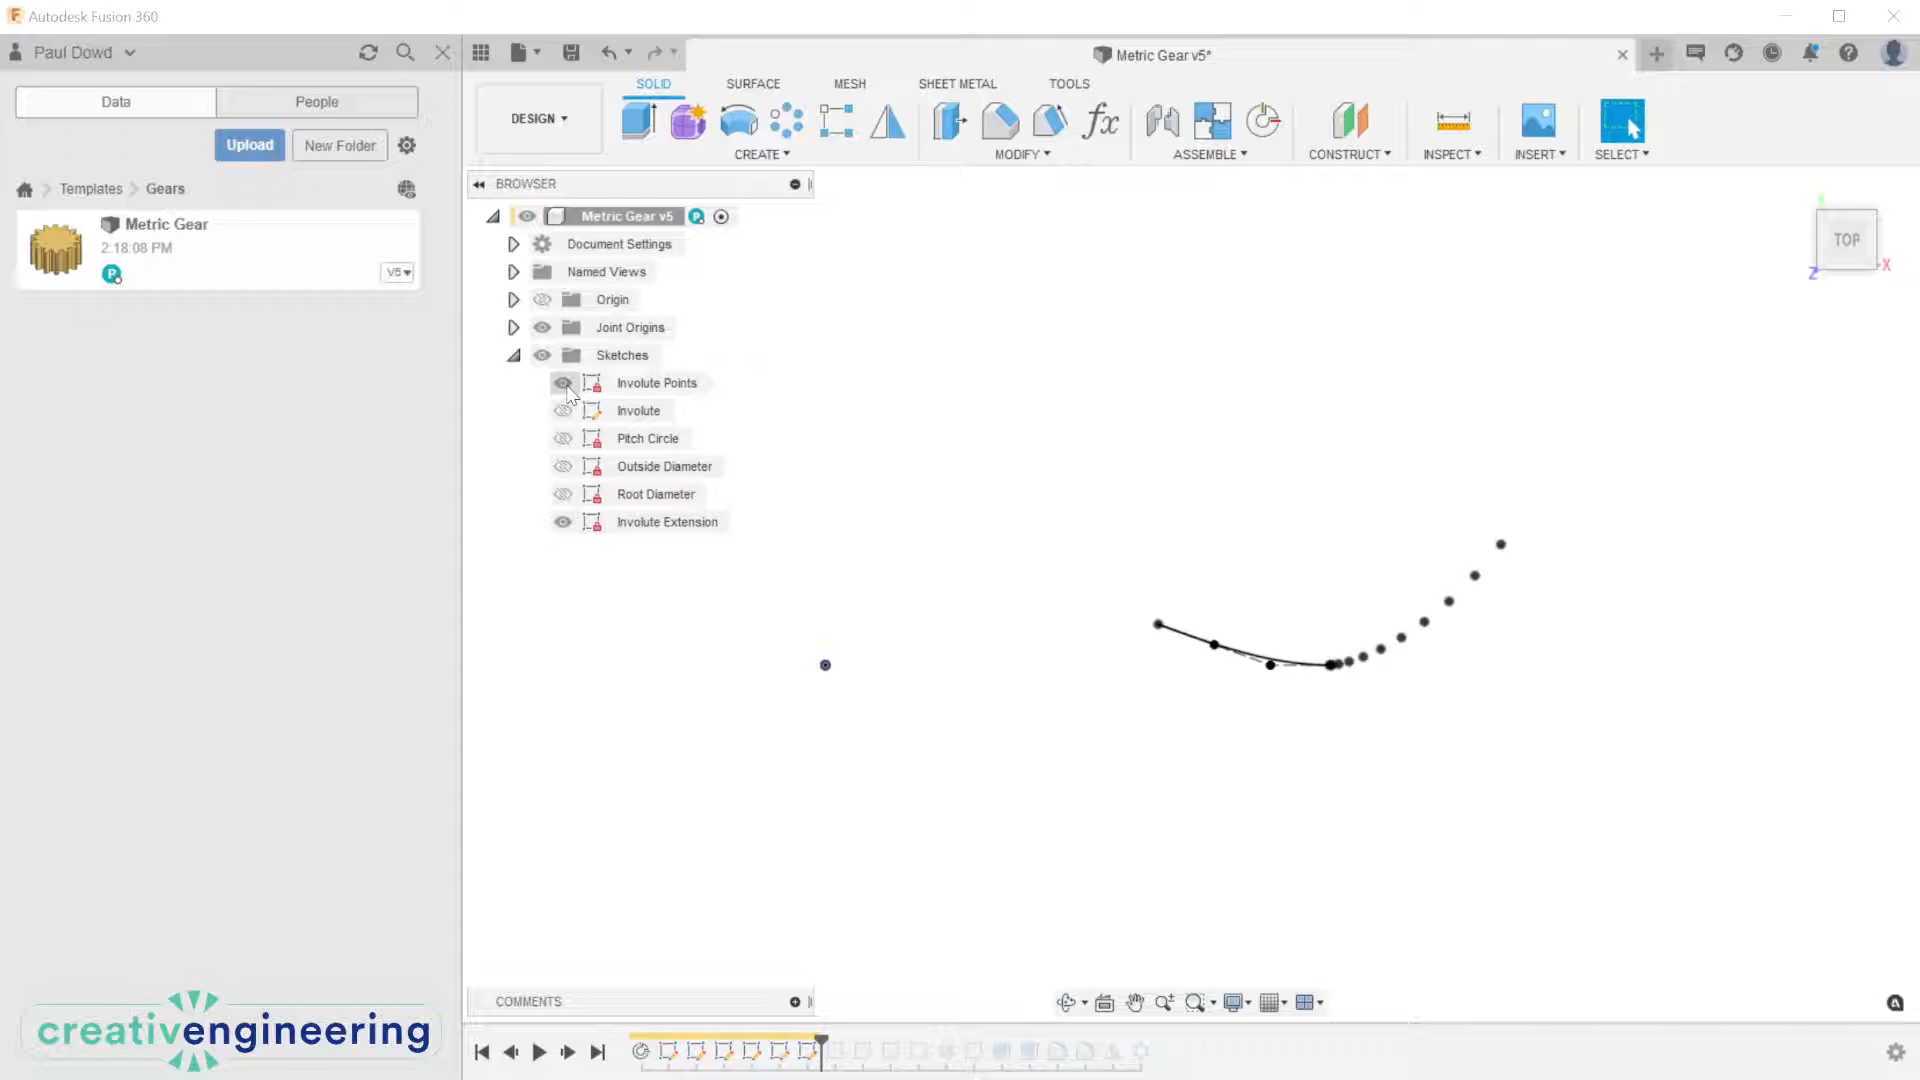 Autodesk Fusion 360
Paul Dowd
Metric Gear v5*
Data
People
Upload
New Folder
Templates
Gears
Metric Gear
2:18:08 PM
P
V5
DESIGN
SOLID
SURFACE
MESH
SHEET METAL
TOOLS
CREATE
MODIFY
ASSEMBLE
CONSTRUCT
INSPECT
INSERT
SELECT
fx
BROWSER
Metric Gear v5
P
Document Settings
Named Views
Origin
Joint Origins
Sketches
Involute Points
Involute
Pitch Circle
Outside Diameter
Root Diameter
Involute Extension
TOP
X
Z
COMMENTS
creativengineering